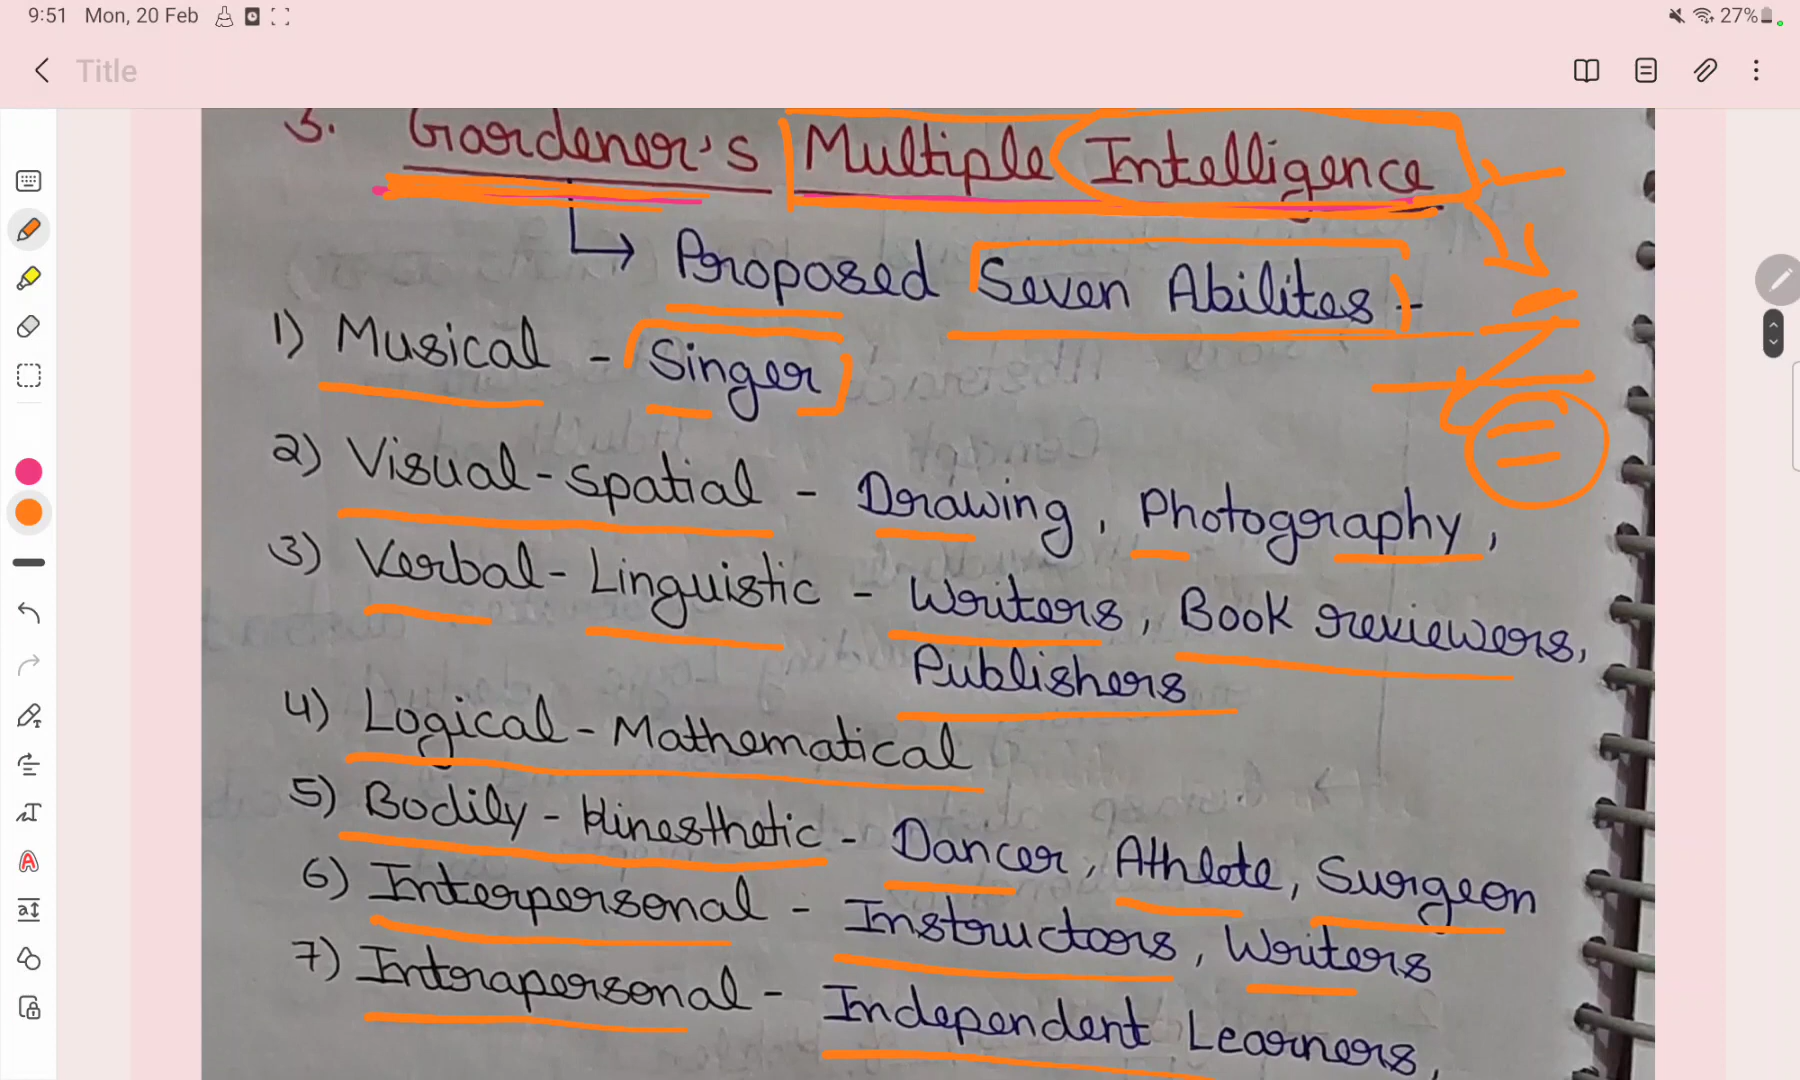 9:51 Mon, 20 Feb 27%
Title
3. Gardener's Multiple Intelligence
Proposed Seven Abilites -
1) Musical - Singer
2) Visual-spatial - Drawing, Photography,
3) Verbal-Linguistic - Writers, Book reviewers,
Publishers
4) Logical-Mathematical
5) Bodily-Kinesthetic - Dancer, Athlete, Surgeon
6) Interpersonal - Instructors, Writers
7) Intrapersonal - Independent Learners,